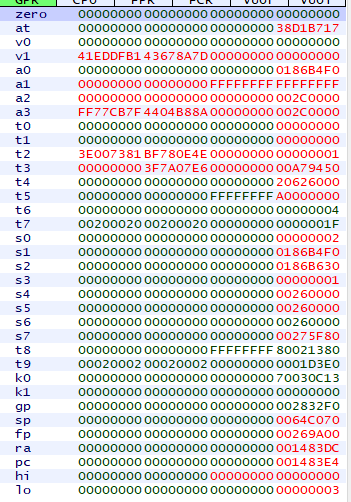 GPR CP0 FPR FCR VU0F VU0I
zero 00000000 00000000 00000000 00000000
at 00000000 00000000 00000000 38D1B717
v0 00000000 00000000 00000000 00000000
v1 41EDDFB1 43678A7D 00000000 00000000
a0 00000000 00000000 00000000 0186B4F0
a1 00000000 00000000 FFFFFFFF FFFFFFFF
a2 00000000 00000000 00000000 002C0000
a3 FF77CB7F 4404B88A 00000000 002C0000
t0 00000000 00000000 00000000 00000000
t1 00000000 00000000 00000000 00000000
t2 3E007381 BF780E4E 00000000 00000001
t3 00000000 3F7A07E6 00000000 00A79450
t4 00000000 00000000 00000000 20626000
t5 00000000 00000000 FFFFFFFF A0000000
t6 00000000 00000000 00000000 00000004
t7 00200020 00200020 00000000 0000001F
s0 00000000 00000000 00000000 00000002
s1 00000000 00000000 00000000 0186B4F0
s2 00000000 00000000 00000000 0186B630
s3 00000000 00000000 00000000 00000001
s4 00000000 00000000 00000000 00260000
s5 00000000 00000000 00000000 00260000
s6 00000000 00000000 00000000 00260000
s7 00000000 00000000 00000000 00275F80
t8 00000000 00000000 FFFFFFFF 80021380
t9 00020002 00020002 00000000 0001D3E0
k0 00000000 00000000 00000000 70030C13
k1 00000000 00000000 00000000 00000000
gp 00000000 00000000 00000000 002832F0
sp 00000000 00000000 00000000 0064C070
fp 00000000 00000000 00000000 00269A00
ra 00000000 00000000 00000000 001483DC
pc 00000000 00000000 00000000 001483E4
hi 00000000 00000000 00000000 00000000
lo 00000000 00000000 00000000 00000003